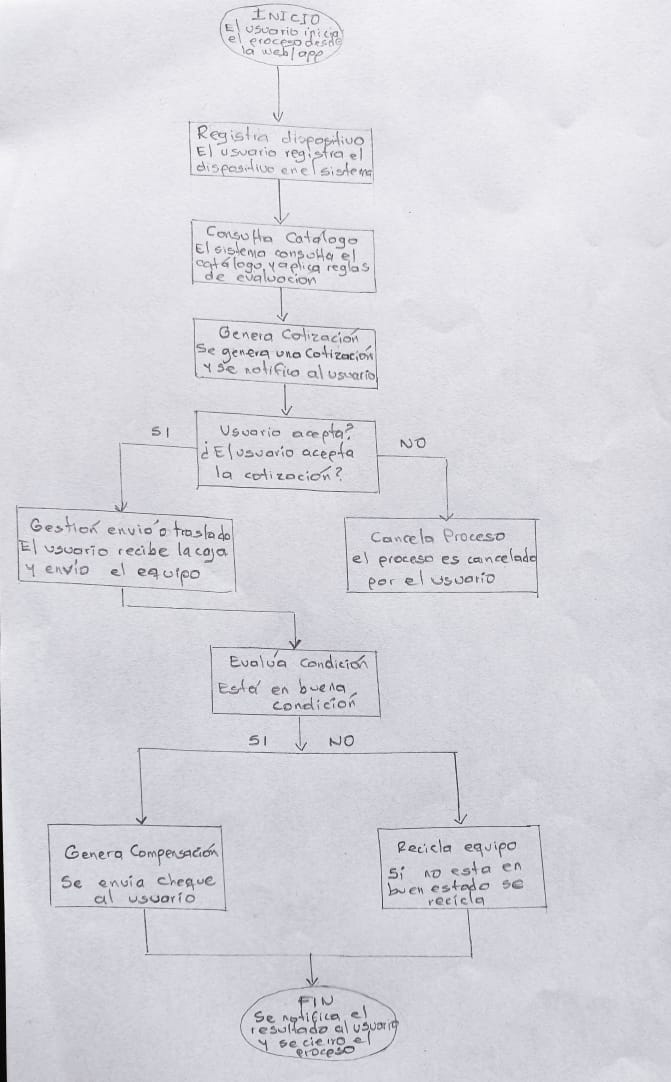 INICIO
El usuario inicia
el proceso desde
la web/app
Registra dispositivo
El usuario registra el
dispositivo en el sistema
Consulta Catalogo
El sistema consulta el
catálogo, y aplica reglas
de evaluacion
Genera Cotización
Se genera una Cotización
y se notifica al usuario
Usuario acepta?
¿El usuario acepta
la cotización?
SI
NO
Gestion envio o traslado
El usuario recibe la caja
y envio el equipo
Cancela Proceso
el proceso es cancelado
por el usuario
Evalúa condición
Está en buena
condición
SI
NO
Genera Compensación
Se envia cheque
al usuario
Recicla equipo
Si no esta en
buen estado se
recicla
FIN
Se notifica el
resultado al usuario
y se cierro el
proceso